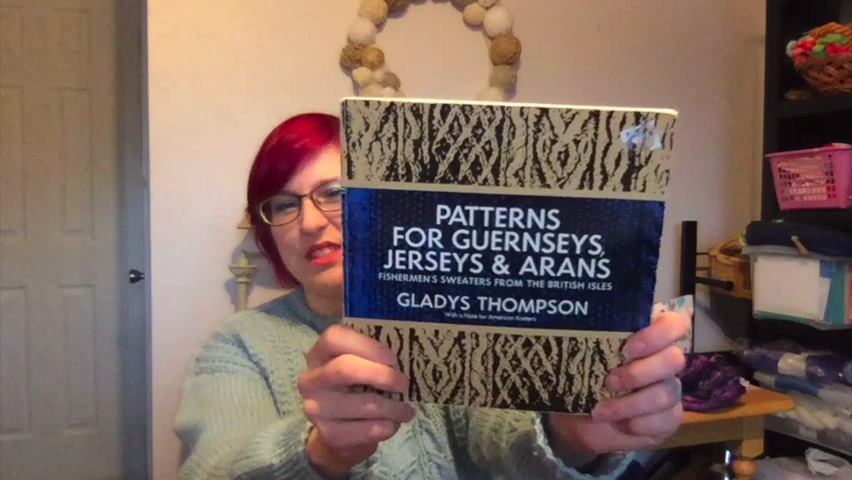 PATTERNS
FOR GUERNSEYS,
JERSEYS & ARANS
FISHERMEN'S SWEATERS FROM THE BRITISH ISLES
GLADYS THOMPSON
With a Note for American Knitters